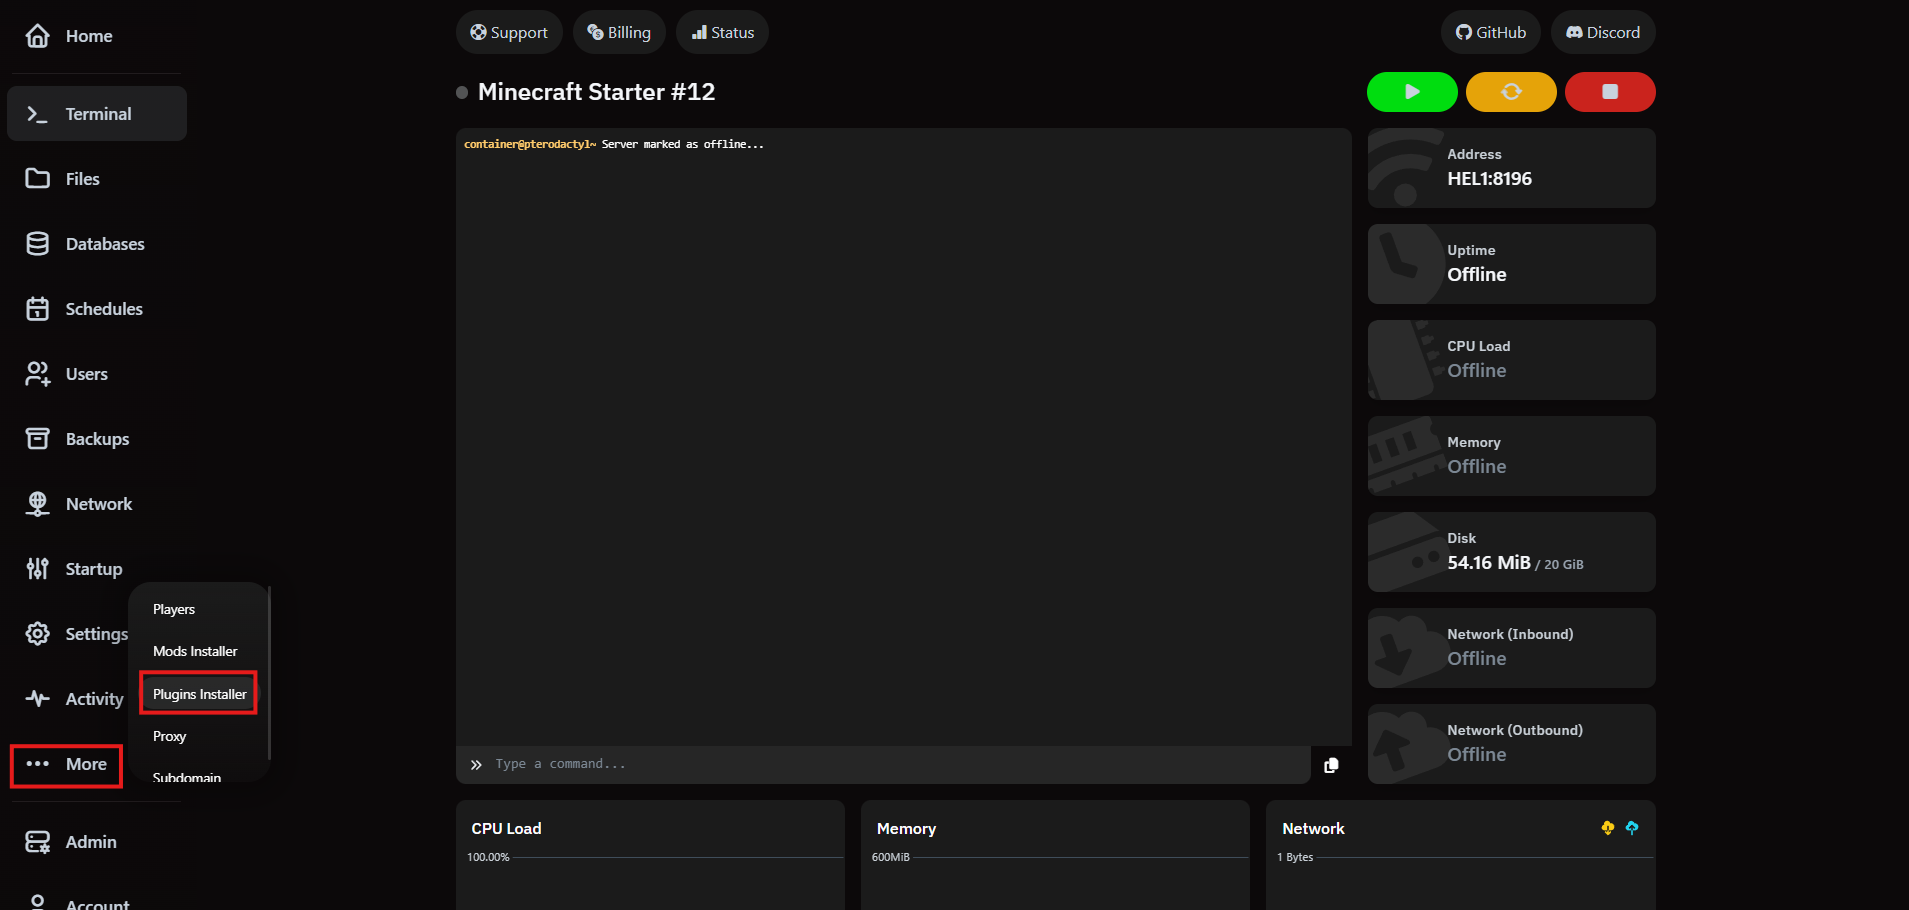 Home
Terminal
Files
Databases
Schedules
Users
Backups
Network
Startup
Settings
Activity
More
Admin
Account
Players
Mods Installer
Plugins Installer
Proxy
Subdomain
Support
Billing
Status
GitHub
Discord
Minecraft Starter #12
container@pterodactyl~ Server marked as offline...
Type a command...
Address
HEL1:8196
Uptime
Offline
CPU Load
Offline
Memory
Offline
Disk
54.16 MiB / 20 GiB
Network (Inbound)
Offline
Network (Outbound)
Offline
CPU Load
100.00%
Memory
600MiB
Network
1 Bytes